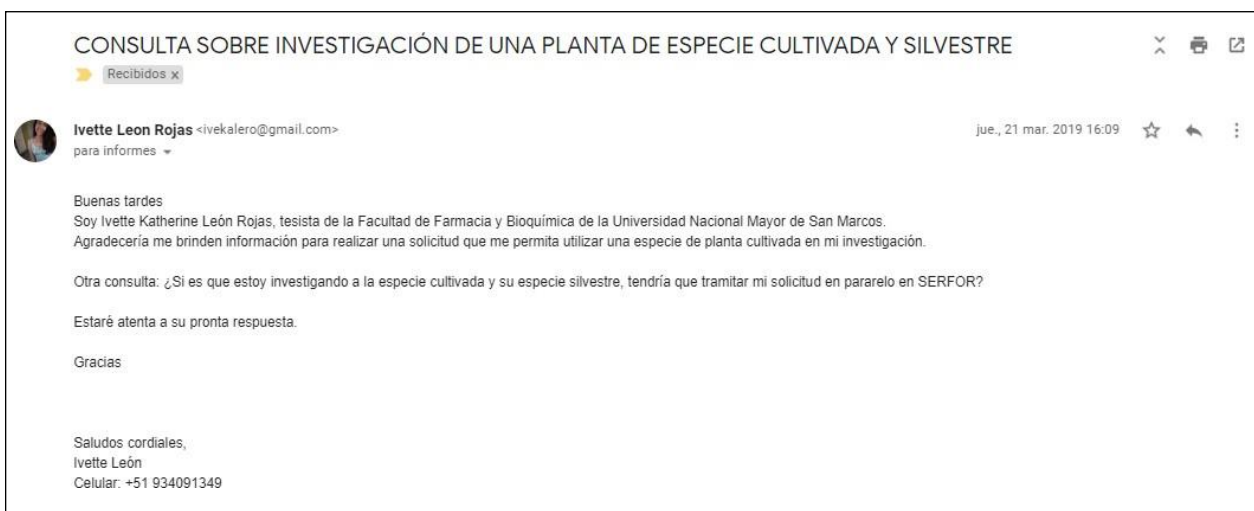 CONSULTA SOBRE INVESTIGACIÓN DE UNA PLANTA DE ESPECIE CULTIVADA Y SILVESTRE
Recibidos x
Ivette Leon Rojas <ivekalero@gmail.com>
jue., 21 mar. 2019 16:09
para informes
Buenas tardes
Soy Ivette Katherine León Rojas, tesista de la Facultad de Farmacia y Bioquímica de la Universidad Nacional Mayor de San Marcos.
Agradecería me brinden información para realizar una solicitud que me permita utilizar una especie de planta cultivada en mi investigación.
Otra consulta: ¿Si es que estoy investigando a la especie cultivada y su especie silvestre, tendría que tramitar mi solicitud en pararelo en SERFOR?
Estaré atenta a su pronta respuesta.
Gracias
Saludos cordiales,
Ivette León
Celular: +51 934091349